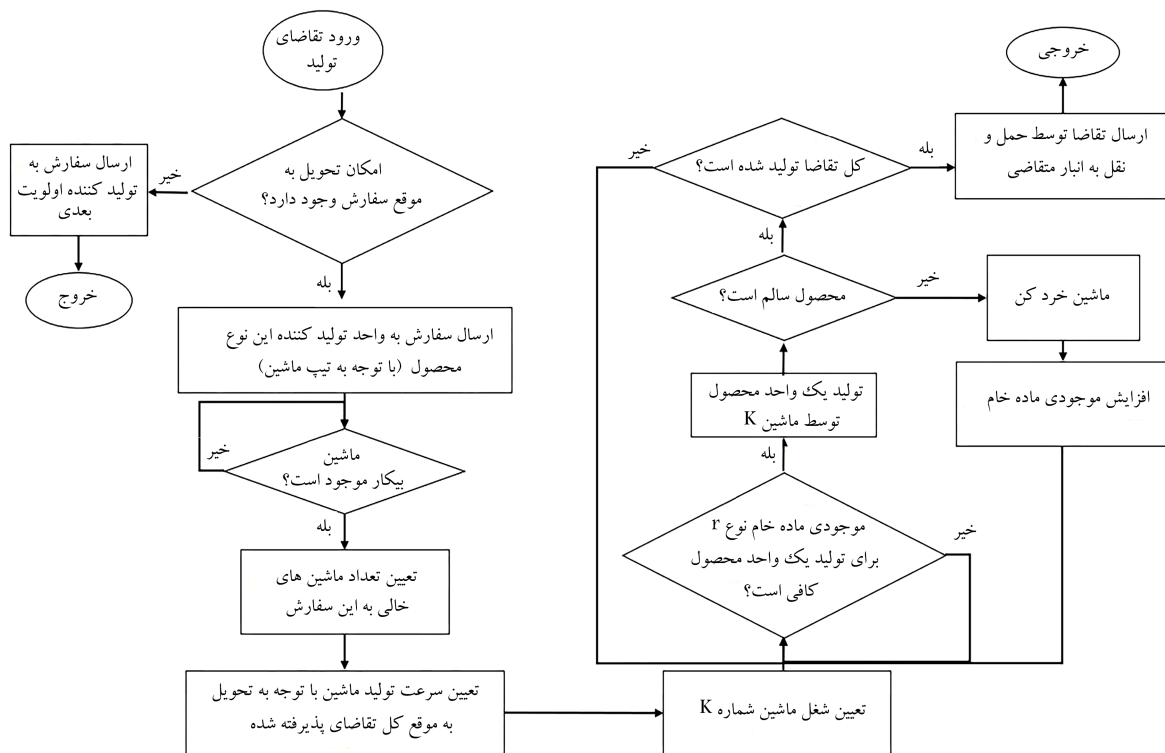 ورود تقاضای
تولید
امکان تحویل به
موقع سفارش وجود دارد؟
خیر
ارسال سفارش به
تولید کننده اولویت
بعدی
خروج
بله
ارسال سفارش به واحد تولید کننده این نوع
محصول (با توجه به تیپ ماشین)
ماشین
بیکار موجود است؟
خیر
بله
تعیین تعداد ماشین های
خالی به این سفارش
تعیین سرعت تولید ماشین با توجه به تحویل
به موقع کل تقاضای پذیرفته شده
تعیین شغل ماشین شماره K
موجودی ماده خام نوع r
برای تولید یک واحد محصول
کافی است؟
خیر
بله
تولید یک واحد محصول
توسط ماشین K
محصول سالم است؟
خیر
ماشین خرد کن
افزایش موجودی ماده خام
بله
کل تقاضا تولید شده است؟
خیر
بله
ارسال تقاضا توسط حمل و
نقل به انبار متقاضی
خروجی